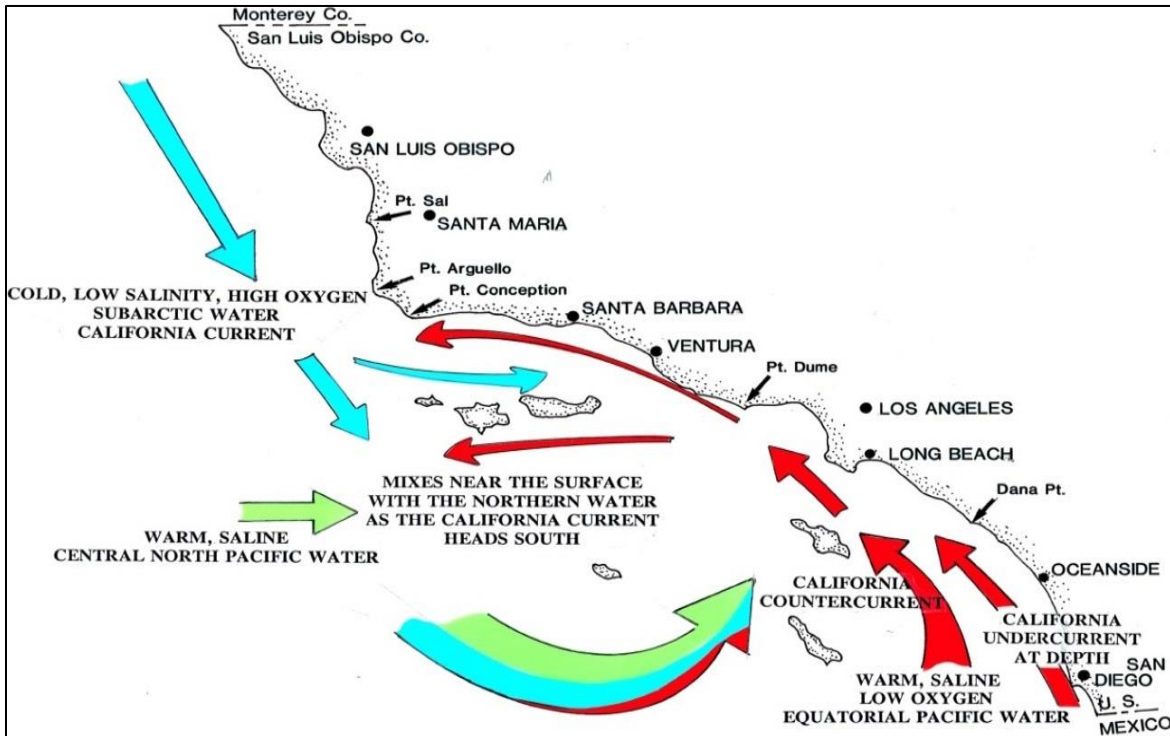 Monterey Co.
San Luis Obispo Co.
SAN LUIS OBISPO
Pt. Sal
SANTA MARIA
Pt. Arguello
Pt. Conception
COLD, LOW SALINITY, HIGH OXYGEN
SUBARCTIC WATER
CALIFORNIA CURRENT
SANTA BARBARA
VENTURA
Pt. Dume
LOS ANGELES
LONG BEACH
Dana Pt.
MIXES NEAR THE SURFACE
WITH THE NORTHERN WATER
AS THE CALIFORNIA CURRENT
HEADS SOUTH
WARM, SALINE
CENTRAL NORTH PACIFIC WATER
OCEANSIDE
CALIFORNIA
COUNTERCURRENT
CALIFORNIA
UNDERCURRENT
AT DEPTH
SAN
DIEGO
WARM, SALINE
LOW OXYGEN
EQUATORIAL PACIFIC WATER
U. S.
MEXICO